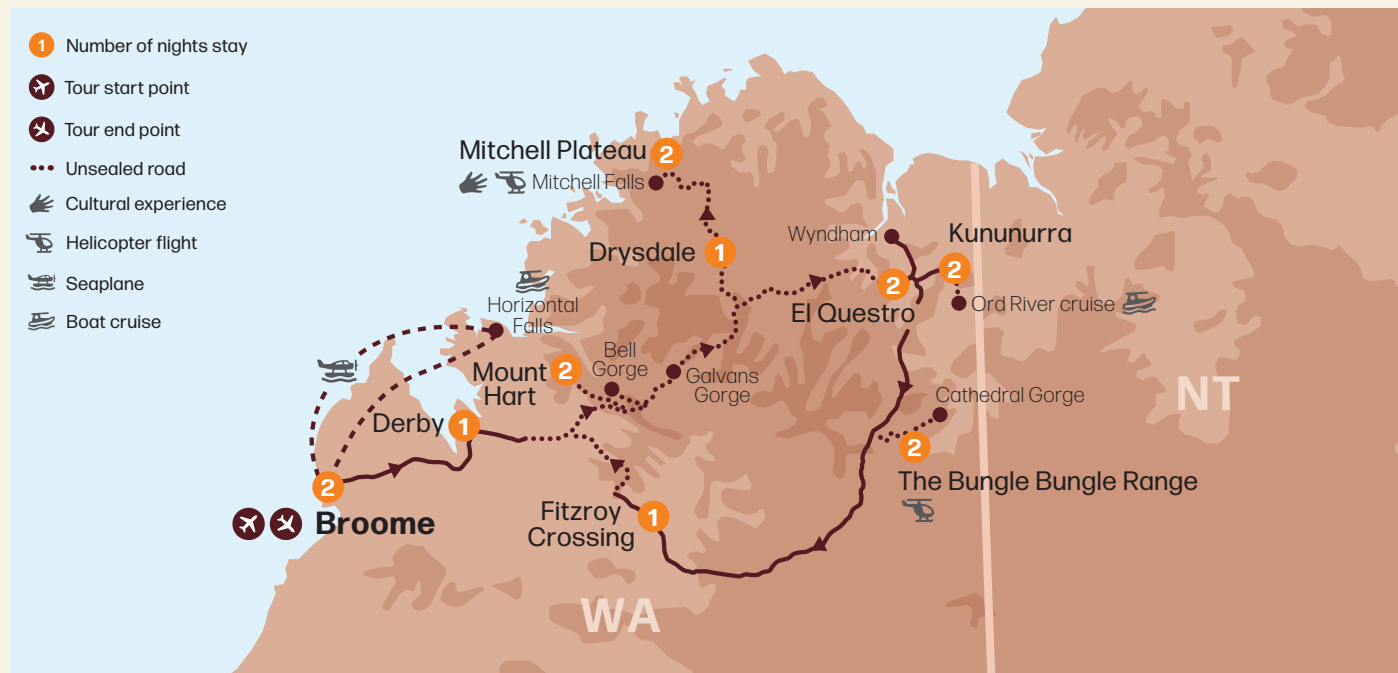 1 Number of nights stay
Tour start point
Tour end point
Unsealed road
Cultural experience
Helicopter flight
Seaplane
Boat cruise
Mitchell Plateau 2
Mitchell Falls
Drysdale 1
Wyndham
Kununurra
2
2
El Questro
Ord River cruise
Horizontal
Falls
Mount
Hart
2
Bell
Gorge
Galvans
Gorge
Derby 1
Cathedral Gorge
NT
2
The Bungle Bungle Range
2
Broome
Fitzroy
Crossing
1
WA